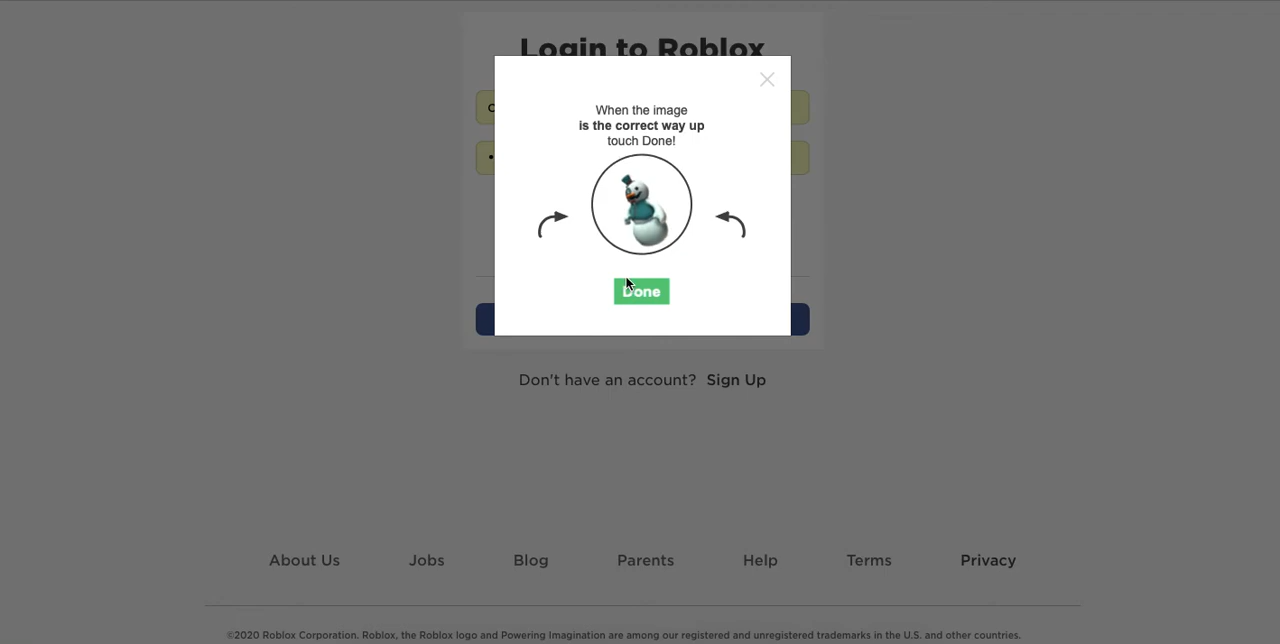 Login to Roblox
When the image
is the correct way up
touch Done!
Done
Don't have an account? Sign Up
About Us Jobs Blog Parents Help Terms Privacy
©2020 Roblox Corporation. Roblox, the Roblox logo and Powering Imagination are among our registered and unregistered trademarks in the U.S. and other countries.